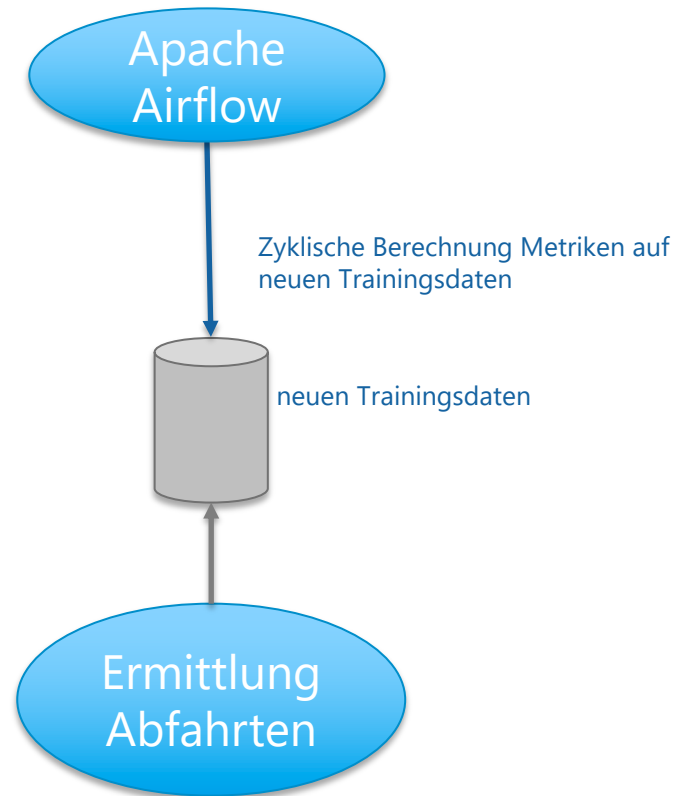 Apache
Airflow
Zyklische Berechnung Metriken auf
neuen Trainingsdaten
neuen Trainingsdaten
Ermittlung
Abfahrten